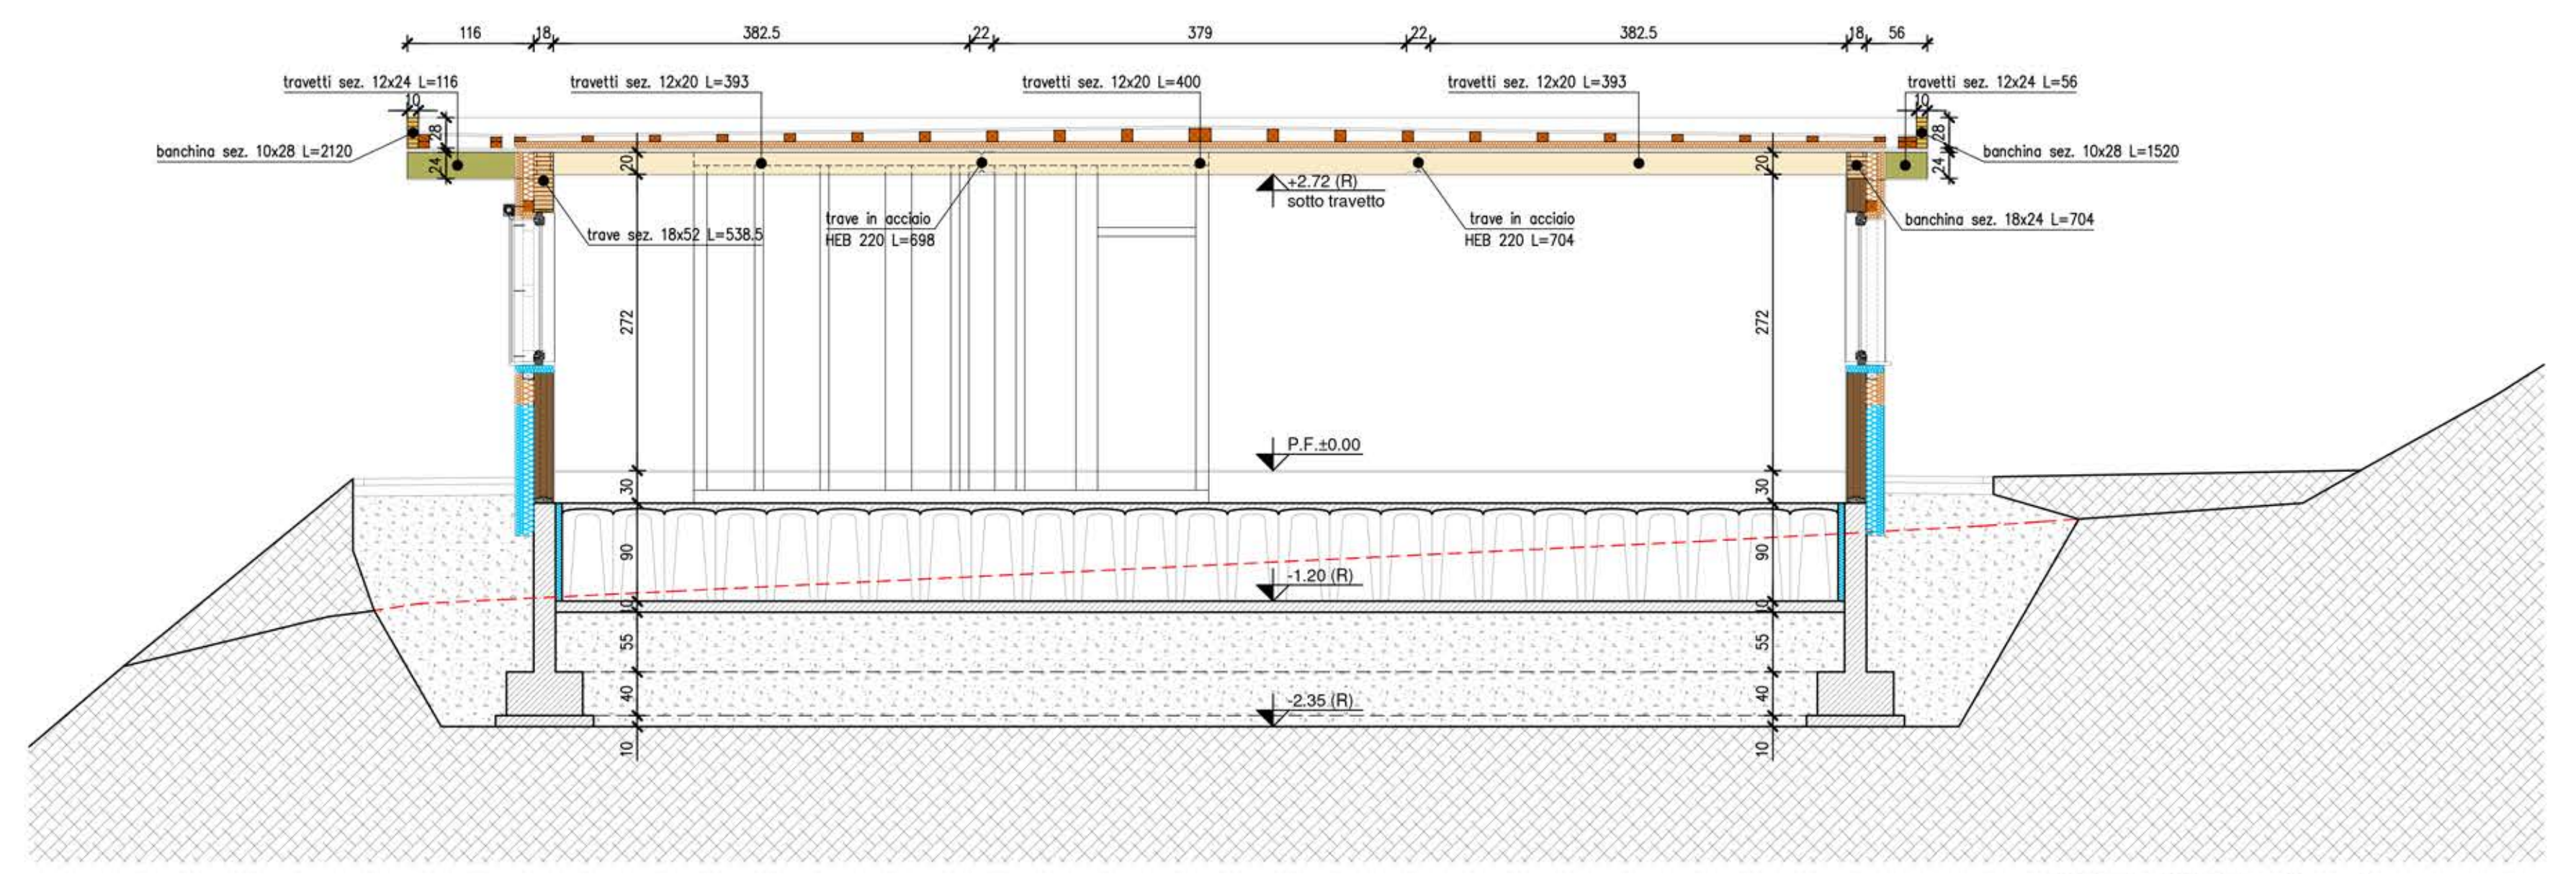 116 18 382.5 22 379 22 382.5 18 56
travetti sez. 12x24 L=116
travetti sez. 12x20 L=393
travetti sez. 12x20 L=400
travetti sez. 12x20 L=393
travetti sez. 12x24 L=56
10
10
28
28
banchina sez. 10x28 L=2120
banchina sez. 10x28 L=1520
24
20
20
24
+2.72 (R)
sotto travetto
trave sez. 18x52 L=538.5
trave in acciaio
HEB 220 L=698
trave in acciaio
HEB 220 L=704
banchina sez. 18x24 L=704
272
272
P.F.±0.00
30
30
90
90
-1.20 (R)
10
10
55
55
40
40
-2.35 (R)
10
10